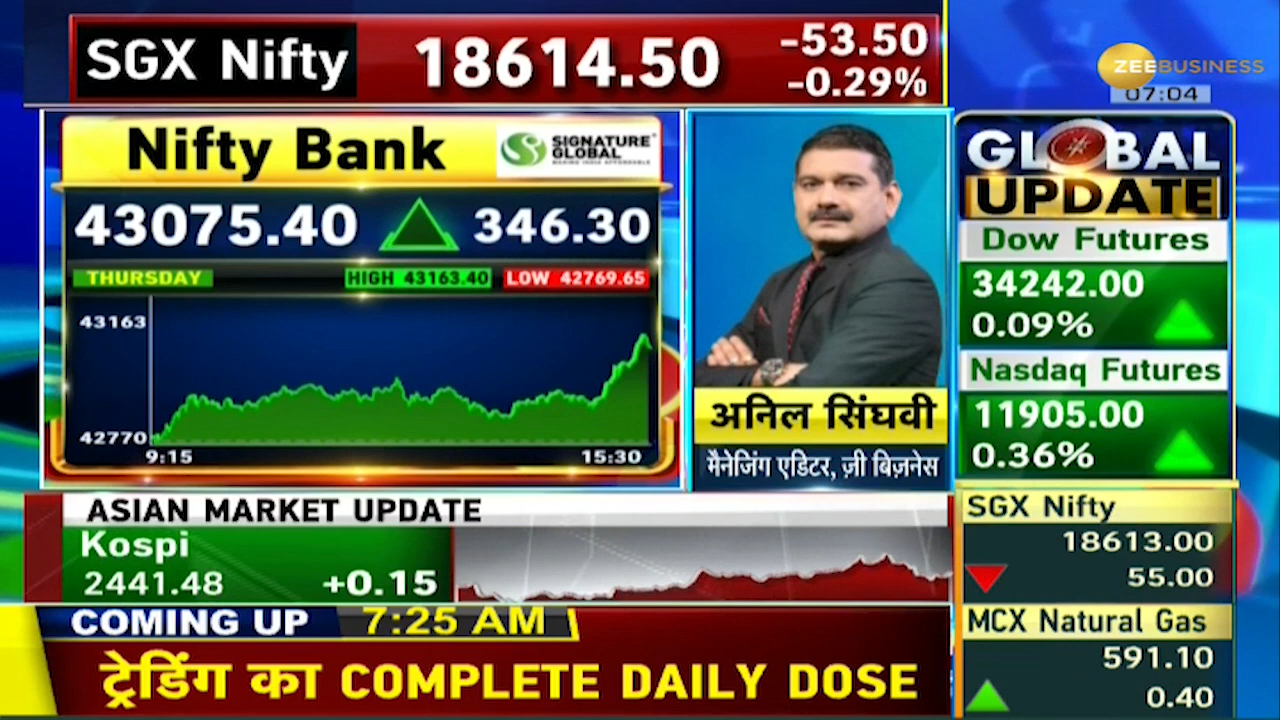 SGX Nifty 18614.50 -53.50
-0.29%
ZEEBUSINESS
07:04
Nifty Bank
SIGNATURE
GLOBAL
43075.40 346.30
THURSDAY HIGH 43163.40 LOW 42769.65
43163
42770
9:15 15:30
अनिल सिंघवी
मैनेजिंग एडिटर, ज़ी बिज़नेस
GLOBAL
UPDATE
Dow Futures
34242.00
0.09%
Nasdaq Futures
11905.00
0.36%
ASIAN MARKET UPDATE
Kospi
2441.48 +0.15
SGX Nifty
18613.00
55.00
MCX Natural Gas
591.10
0.40
COMING UP 7:25 AM
ट्रेडिंग का COMPLETE DAILY DOSE